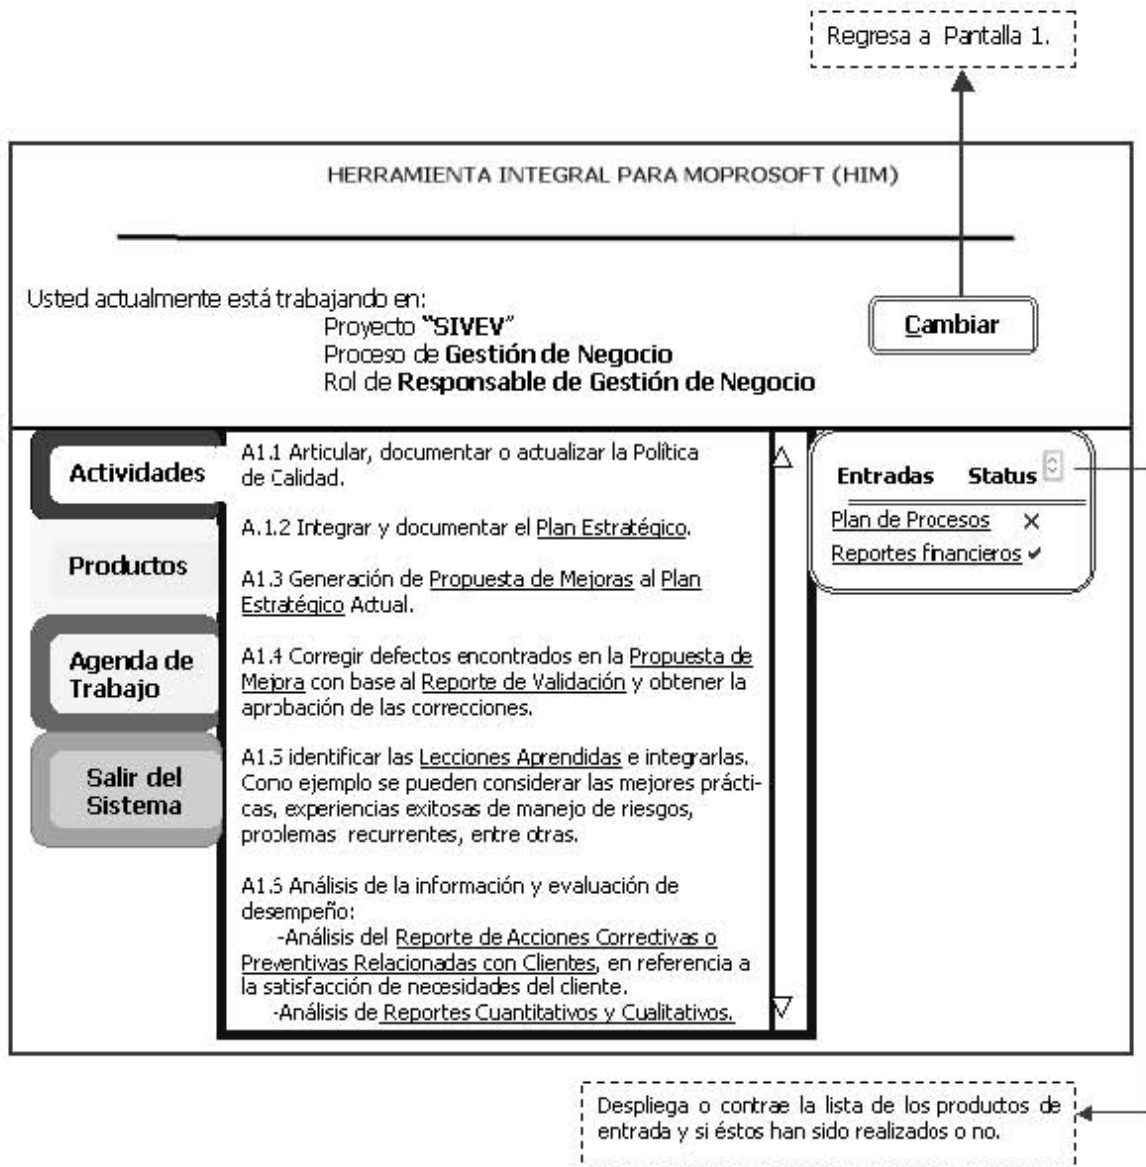 Regresa a Pantalla 1.
HERRAMIENTA INTEGRAL PARA MOPROSOFT (HIM)
Usted actualmente está trabajando en:
Proyecto "SIVEV"
Proceso de Gestión de Negocio
Rol de Responsable de Gestión de Negocio
Cambiar
Actividades
Productos
Agenda de
Trabajo
Salir del
Sistema
A1.1 Articular, documentar o actualizar la Política
de Calidad.
A.1.2 Integrar y documentar el Plan Estratégico.
A1.3 Generación de Propuesta de Mejoras al Plan
Estratégico Actual.
A1.4 Corregir defectos encontrados en la Propuesta de
Mejora con base al Reporte de Validación y obtener la
aprobación de las correcciones.
A1.5 identificar las Lecciones Aprendidas e integrarlas.
Como ejemplo se pueden considerar las mejores prácti-
cas, experiencias exitosas de manejo de riesgos,
problemas recurrentes, entre otras.
A1.6 Análisis de la información y evaluación de
desempeño:
-Análisis del Reporte de Acciones Correctivas o
Preventivas Relacionadas con Clientes, en referencia a
la satisfacción de necesidades del cliente.
-Análisis de Reportes Cuantitativos y Cualitativos.
Entradas Status
Plan de Procesos ✕
Reportes financieros ✔
Despliega o contrae la lista de los productos de
entrada y si éstos han sido realizados o no.